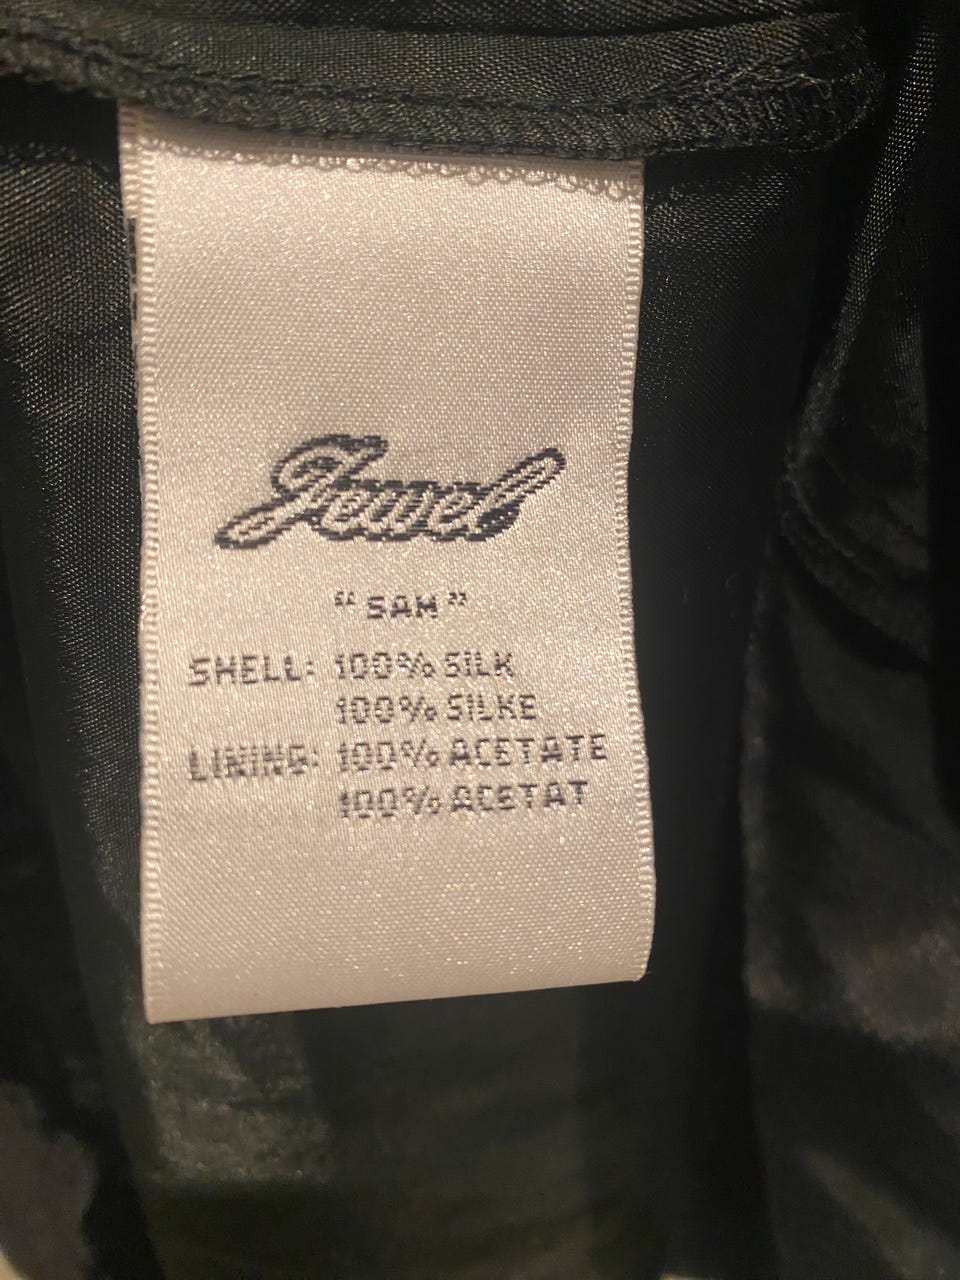 Jewel
"SAM"
SHELL: 100% SILK
100% SILKE
LINING: 100% ACETATE
100% ACETAT